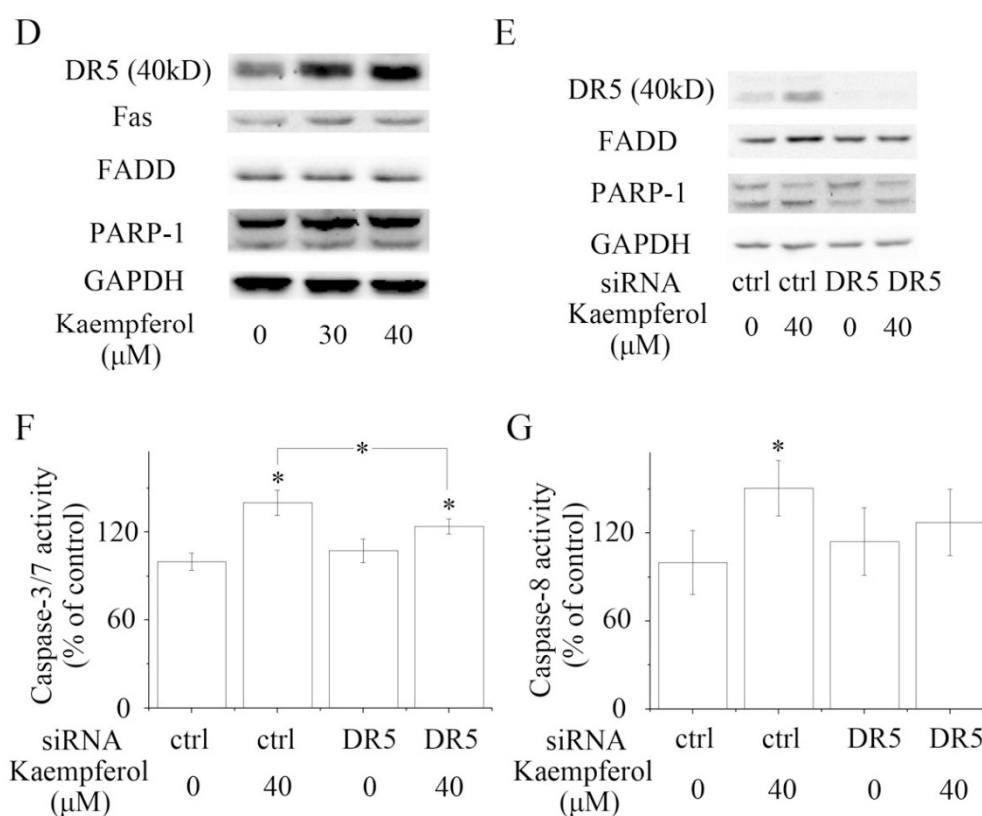 D
DR5 (40kD)
Fas
FADD
PARP-1
GAPDH
Kaempferol
(μM)
0 30 40
E
DR5 (40kD)
FADD
PARP-1
GAPDH
siRNA ctrl ctrl DR5 DR5
Kaempferol
(μM)
0 40 0 40
F
Caspase-3/7 activity
(% of control)
120
60
0
* * *
siRNA ctrl ctrl DR5 DR5
Kaempferol
(μM)
0 40 0 40
G
Caspase-8 activity
(% of control)
120
60
0
*
siRNA ctrl ctrl DR5 DR5
Kaempferol
(μM)
0 40 0 40